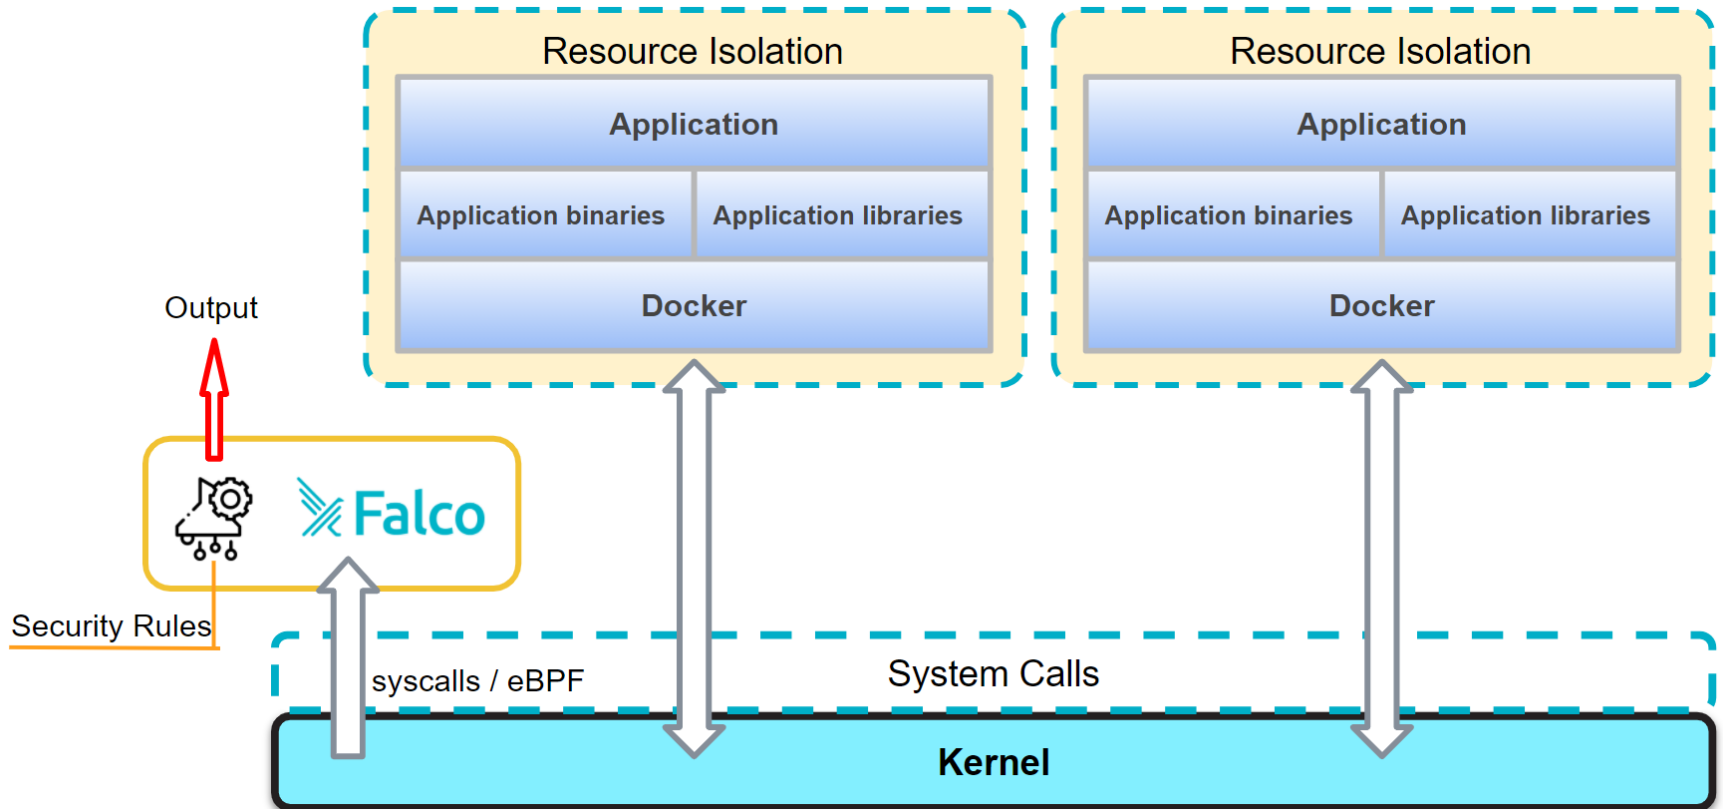 Resource Isolation
Application
Application binaries
Application libraries
Docker
Resource Isolation
Application
Application binaries
Application libraries
Docker
Output
Falco
Security Rules
syscalls / eBPF
System Calls
Kernel